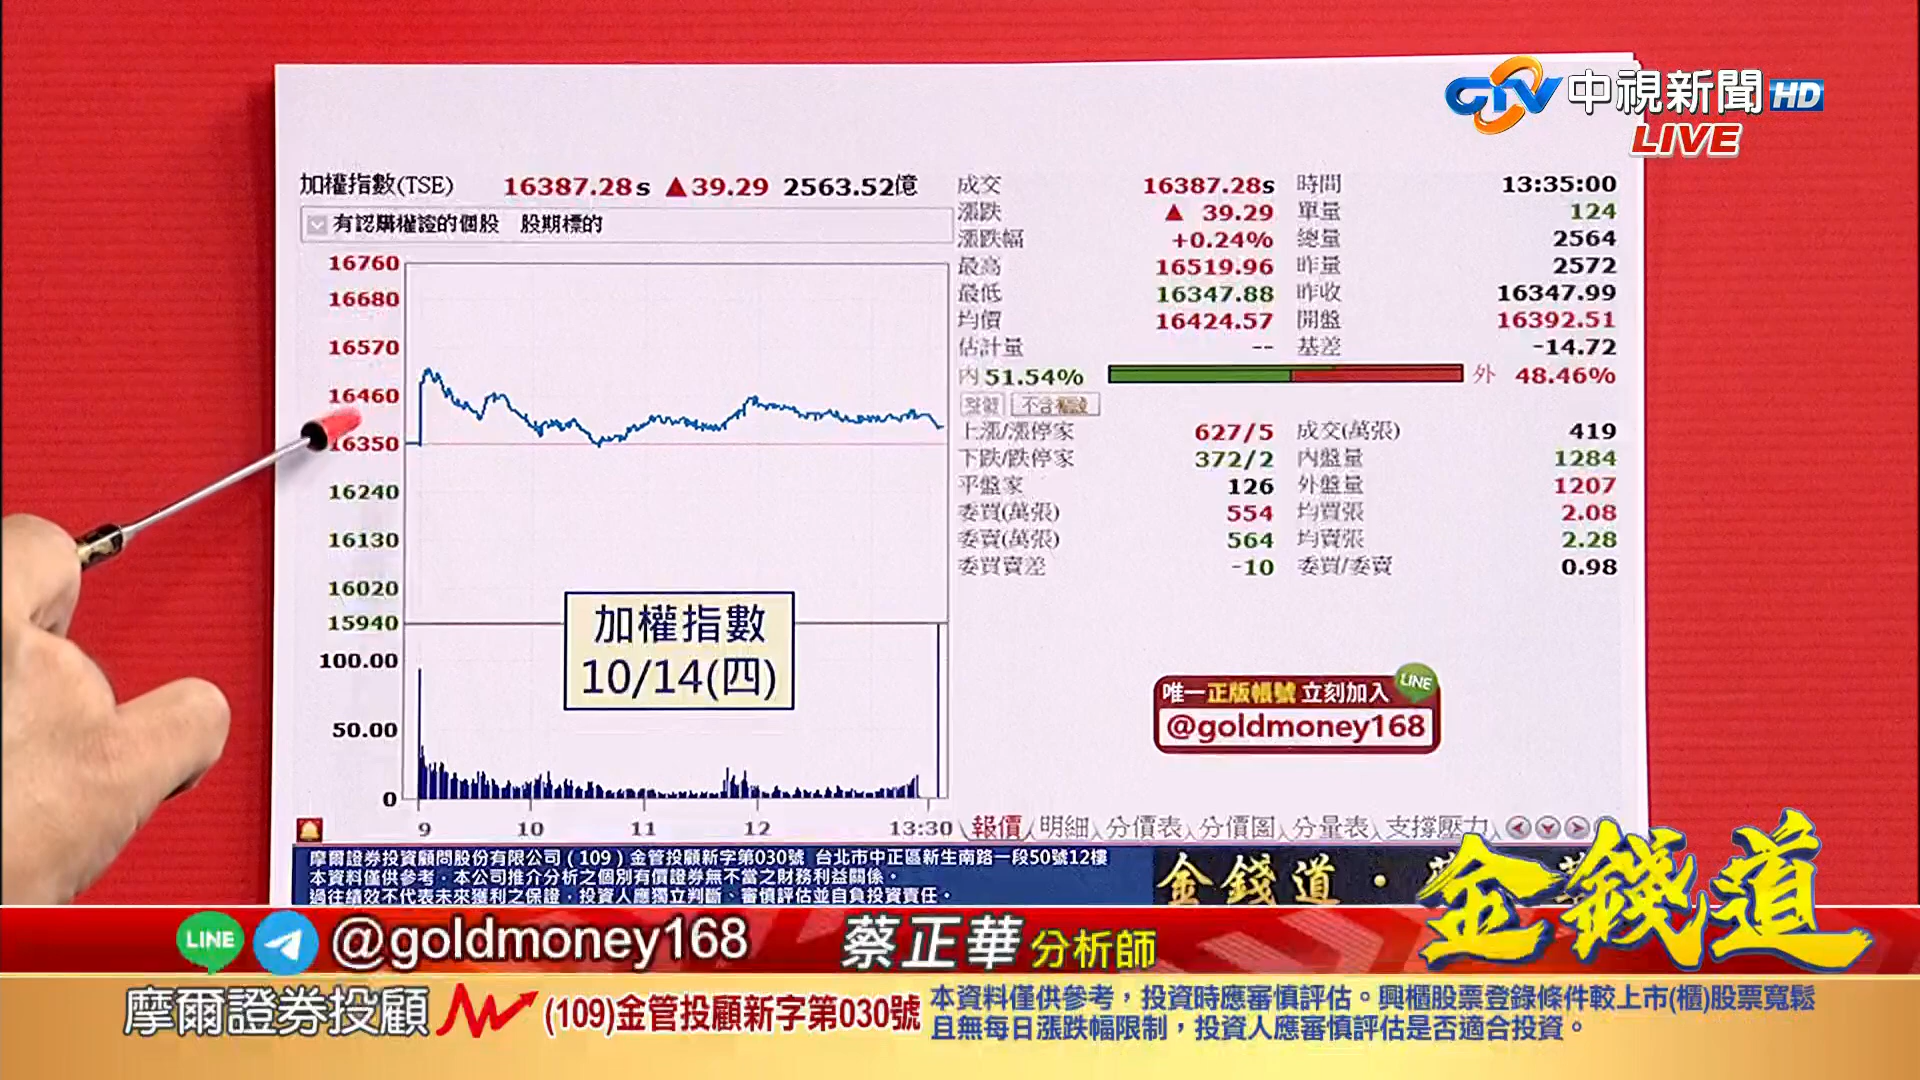 CTV 中視新聞 HD
LIVE
加權指數(TSE) 16387.28s ▲39.29 2563.52億
有認購權證的個股 股期標的
16760
16680
16570
16460
16350
16240
16130
16020
15940
100.00
50.00
0
9 10 11 12 13:30
加權指數
10/14(四)
成交 16387.28s 時間 13:35:00
漲跌 ▲ 39.29 單量 124
漲跌幅 +0.24% 總量 2564
最高 16519.96 昨量 2572
最低 16347.88 昨收 16347.99
均價 16424.57 開盤 16392.51
估計量 -- 基差 -14.72
內 51.54% 外 48.46%
整體 不含權證
上漲/漲停家 627/5 成交(萬張) 419
下跌/跌停家 372/2 內盤量 1284
平盤家 126 外盤量 1207
委買(萬張) 554 均買張 2.08
委賣(萬張) 564 均賣張 2.28
委買賣差 -10 委買/委賣 0.98
唯一正版帳號 立刻加入 LINE
@goldmoney168
報價 明細 分價表 分價圖 分量表 支撐壓力
摩爾證券投資顧問股份有限公司(109)金管投顧新字第030號 台北市中正區新生南路一段50號12樓
本資料僅供參考，本公司推介分析之個別有價證券無不當之財務利益關係。
過往績效不代表未來獲利之保證，投資人應獨立判斷、審慎評估並自負投資責任。
金錢道・
金錢道
LINE @goldmoney168 蔡正華 分析師
摩爾證券投顧 (109)金管投顧新字第030號
本資料僅供參考，投資時應審慎評估。興櫃股票登錄條件較上市(櫃)股票寬鬆
且無每日漲跌幅限制，投資人應審慎評估是否適合投資。